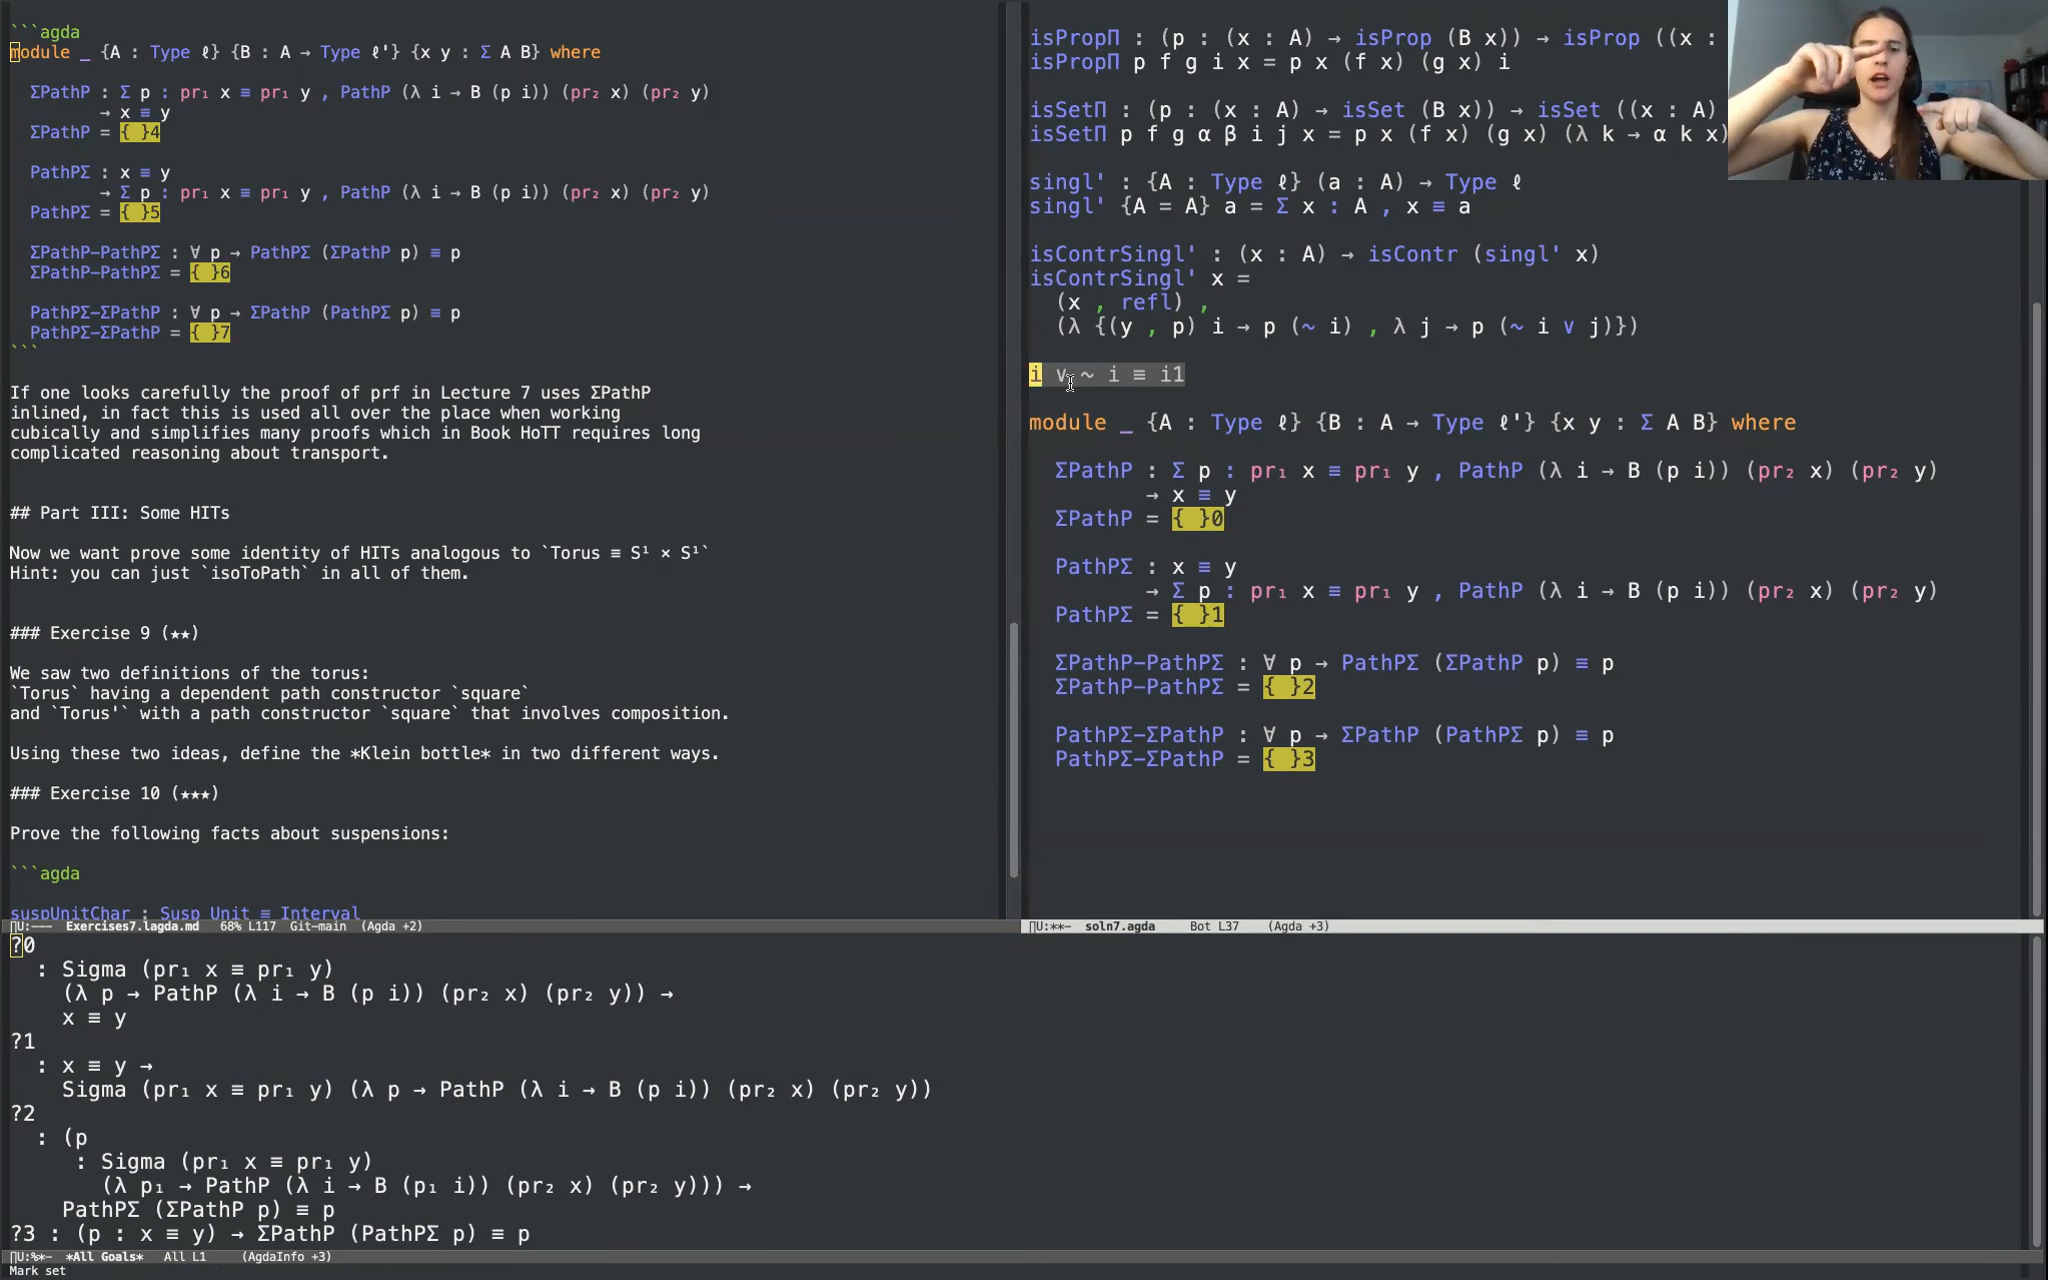 ```agda
module _ {A : Type ℓ} {B : A → Type ℓ'} {x y : Σ A B} where
ΣPathP : Σ p : pr₁ x ≡ pr₁ y , PathP (λ i → B (p i)) (pr₂ x) (pr₂ y)
→ x ≡ y
ΣPathP = { }4
PathPΣ : x ≡ y
→ Σ p : pr₁ x ≡ pr₁ y , PathP (λ i → B (p i)) (pr₂ x) (pr₂ y)
PathPΣ = { }5
ΣPathP-PathPΣ : ∀ p → PathPΣ (ΣPathP p) ≡ p
ΣPathP-PathPΣ = { }6
PathPΣ-ΣPathP : ∀ p → ΣPathP (PathPΣ p) ≡ p
PathPΣ-ΣPathP = { }7
```
If one looks carefully the proof of prf in Lecture 7 uses ΣPathP
inlined, in fact this is used all over the place when working
cubically and simplifies many proofs which in Book HoTT requires long
complicated reasoning about transport.
## Part III: Some HITs
Now we want prove some identity of HITs analogous to `Torus ≡ S¹ × S¹`
Hint: you can just `isoToPath` in all of them.
### Exercise 9 (★★)
We saw two definitions of the torus:
`Torus` having a dependent path constructor `square`
and `Torus'` with a path constructor `square` that involves composition.
Using these two ideas, define the *Klein bottle* in two different ways.
### Exercise 10 (★★★)
Prove the following facts about suspensions:
```agda
suspUnitChar : Susp Unit ≡ Interval
U:--- Exercises7.lagda.md 68% L117 Git-main (Agda +2)
isPropΠ : (p : (x : A) → isProp (B x)) → isProp ((x :
isPropΠ p f g i x = p x (f x) (g x) i
isSetΠ : (p : (x : A) → isSet (B x)) → isSet ((x : A)
isSetΠ p f g α β i j x = p x (f x) (g x) (λ k → α k x)
singl' : {A : Type ℓ} (a : A) → Type ℓ
singl' {A = A} a = Σ x : A , x ≡ a
isContrSingl' : (x : A) → isContr (singl' x)
isContrSingl' x =
(x , refl) ,
(λ {(y , p) i → p (~ i) , λ j → p (~ i ∨ j)})
i ∨ ~ i ≡ i1
module _ {A : Type ℓ} {B : A → Type ℓ'} {x y : Σ A B} where
ΣPathP : Σ p : pr₁ x ≡ pr₁ y , PathP (λ i → B (p i)) (pr₂ x) (pr₂ y)
→ x ≡ y
ΣPathP = { }0
PathPΣ : x ≡ y
→ Σ p : pr₁ x ≡ pr₁ y , PathP (λ i → B (p i)) (pr₂ x) (pr₂ y)
PathPΣ = { }1
ΣPathP-PathPΣ : ∀ p → PathPΣ (ΣPathP p) ≡ p
ΣPathP-PathPΣ = { }2
PathPΣ-ΣPathP : ∀ p → ΣPathP (PathPΣ p) ≡ p
PathPΣ-ΣPathP = { }3
U:**- soln7.agda Bot L37 (Agda +3)
?0
: Sigma (pr₁ x ≡ pr₁ y)
(λ p → PathP (λ i → B (p i)) (pr₂ x) (pr₂ y)) →
x ≡ y
?1
: x ≡ y →
Sigma (pr₁ x ≡ pr₁ y) (λ p → PathP (λ i → B (p i)) (pr₂ x) (pr₂ y))
?2
: (p
: Sigma (pr₁ x ≡ pr₁ y)
(λ p₁ → PathP (λ i → B (p₁ i)) (pr₂ x) (pr₂ y))) →
PathPΣ (ΣPathP p) ≡ p
?3 : (p : x ≡ y) → ΣPathP (PathPΣ p) ≡ p
U:%*- *All Goals* All L1 (AgdaInfo +3)
Mark set